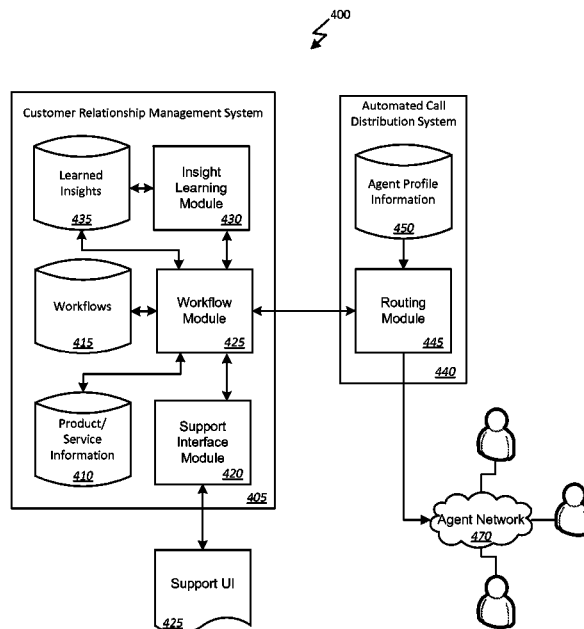 400
Customer Relationship Management System
Learned
Insights
435
Insight
Learning
Module
430
Workflows
415
Workflow
Module
425
Product/
Service
Information
410
Support
Interface
Module
420
405
Support UI
425
Automated Call
Distribution System
Agent Profile
Information
450
Routing
Module
445
440
Agent Network
470